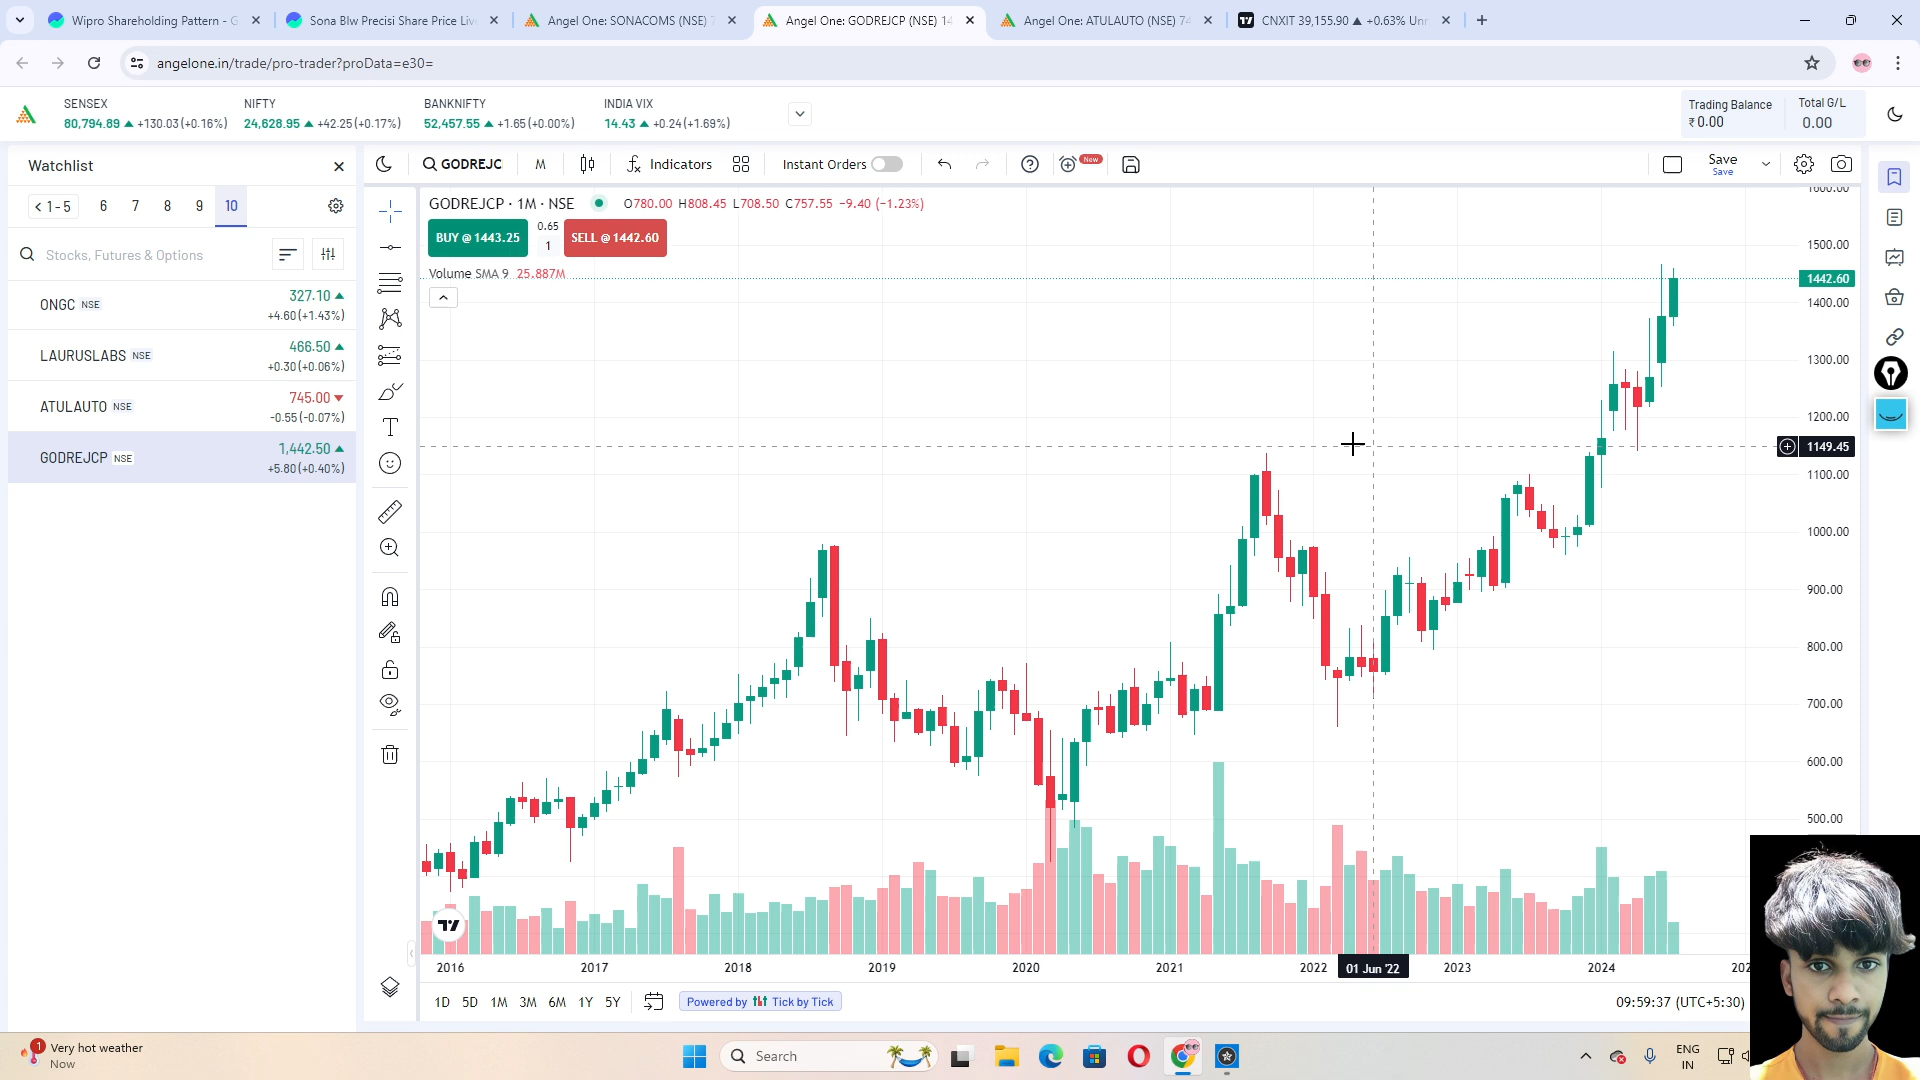 Wipro Shareholding Pattern - G
Sona Blw Precisi Share Price Liv
Angel One: SONACOMS (NSE) 7
Angel One: GODREJCP (NSE) 14
Angel One: ATULAUTO (NSE) 74
CNXIT 39,155.90 ▲ +0.63% Unn
angelone.in/trade/pro-trader?proData=e30=
SENSEX
80,794.89 ▲ +130.03(+0.16%)
NIFTY
24,628.95 ▲ +42.25(+0.17%)
BANKNIFTY
52,457.55 ▲ +1.65(+0.00%)
INDIA VIX
14.43 ▲ +0.24(+1.69%)
Trading Balance
₹ 0.00
Total G/L
0.00
Watchlist
< 1 - 5 6 7 8 9 10
Stocks, Futures & Options
ONGC NSE 327.10 ▲
+4.60(+1.43%)
LAURUSLABS NSE 466.50 ▲
+0.30(+0.06%)
ATULAUTO NSE 745.00 ▼
-0.55(-0.07%)
GODREJCP NSE 1,442.50 ▲
+5.80(+0.40%)
GODREJC M Indicators Instant Orders New Save
Save
GODREJCP · 1M · NSE O780.00 H808.45 L708.50 C757.55 -9.40 (-1.23%)
BUY @ 1443.25 0.65 1 SELL @ 1442.60
Volume SMA 9 25.887M
1600.00
1500.00
1442.60
1400.00
1300.00
1200.00
1149.45
1100.00
1000.00
900.00
800.00
700.00
600.00
500.00
2016 2017 2018 2019 2020 2021 2022 01 Jun '22 2023 2024
1D 5D 1M 3M 6M 1Y 5Y Powered by Tick by Tick 09:59:37 (UTC+5:30)
1 Very hot weather
Now
Search
ENG
IN